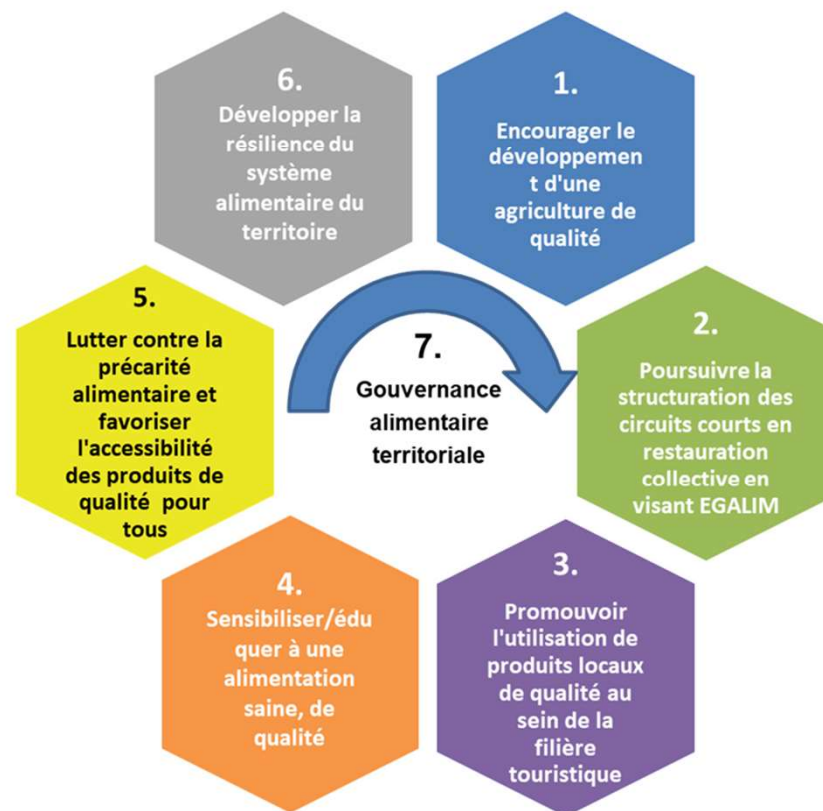 1.
Encourager le
développemen
t d'une
agriculture de
qualité
2.
Poursuivre la
structuration des
circuits courts en
restauration
collective en
visant EGALIM
3.
Promouvoir
l'utilisation de
produits locaux
de qualité au
sein de la
filière
touristique
4.
Sensibiliser/édu
quer à une
alimentation
saine, de
qualité
5.
Lutter contre la
précarité
alimentaire et
favoriser
l'accessibilité
des produits de
qualité pour
tous
6.
Développer la
résilience du
système
alimentaire du
territoire
7.
Gouvernance
alimentaire
territoriale